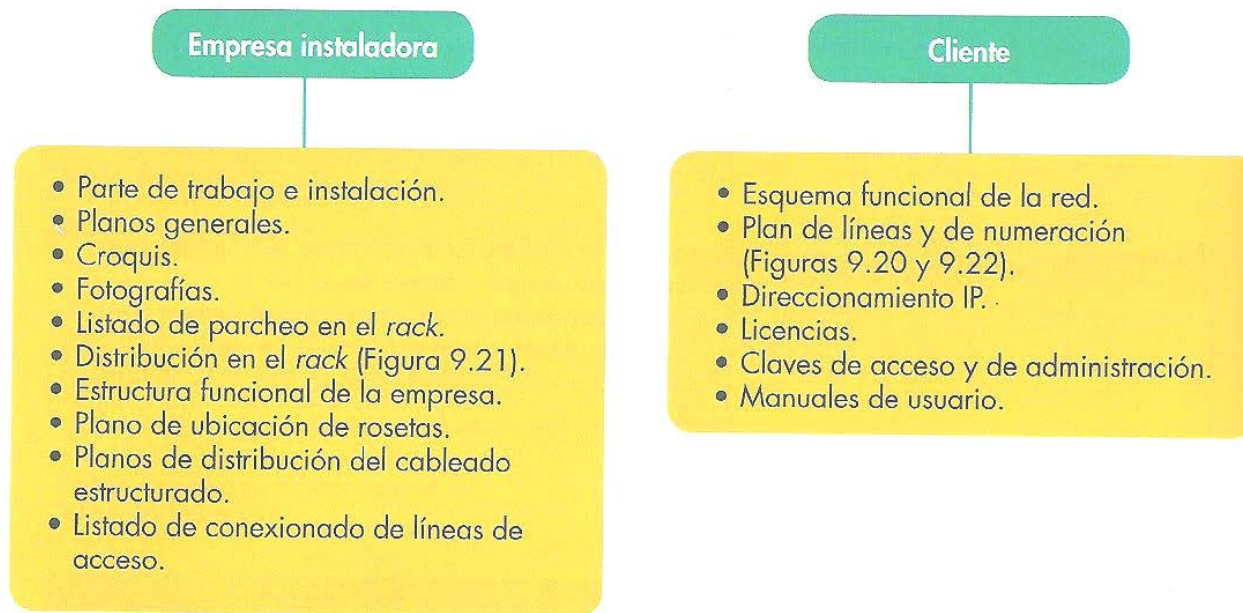 Empresa instaladora
• Parte de trabajo e instalación.
• Planos generales.
• Croquis.
• Fotografías.
• Listado de parcheo en el rack.
• Distribución en el rack (Figura 9.21).
• Estructura funcional de la empresa.
• Plano de ubicación de rosetas.
• Planos de distribución del cableado
estructurado.
• Listado de conexionado de líneas de
acceso.
Cliente
• Esquema funcional de la red.
• Plan de líneas y de numeración
(Figuras 9.20 y 9.22).
• Direccionamiento IP.
• Licencias.
• Claves de acceso y de administración.
• Manuales de usuario.